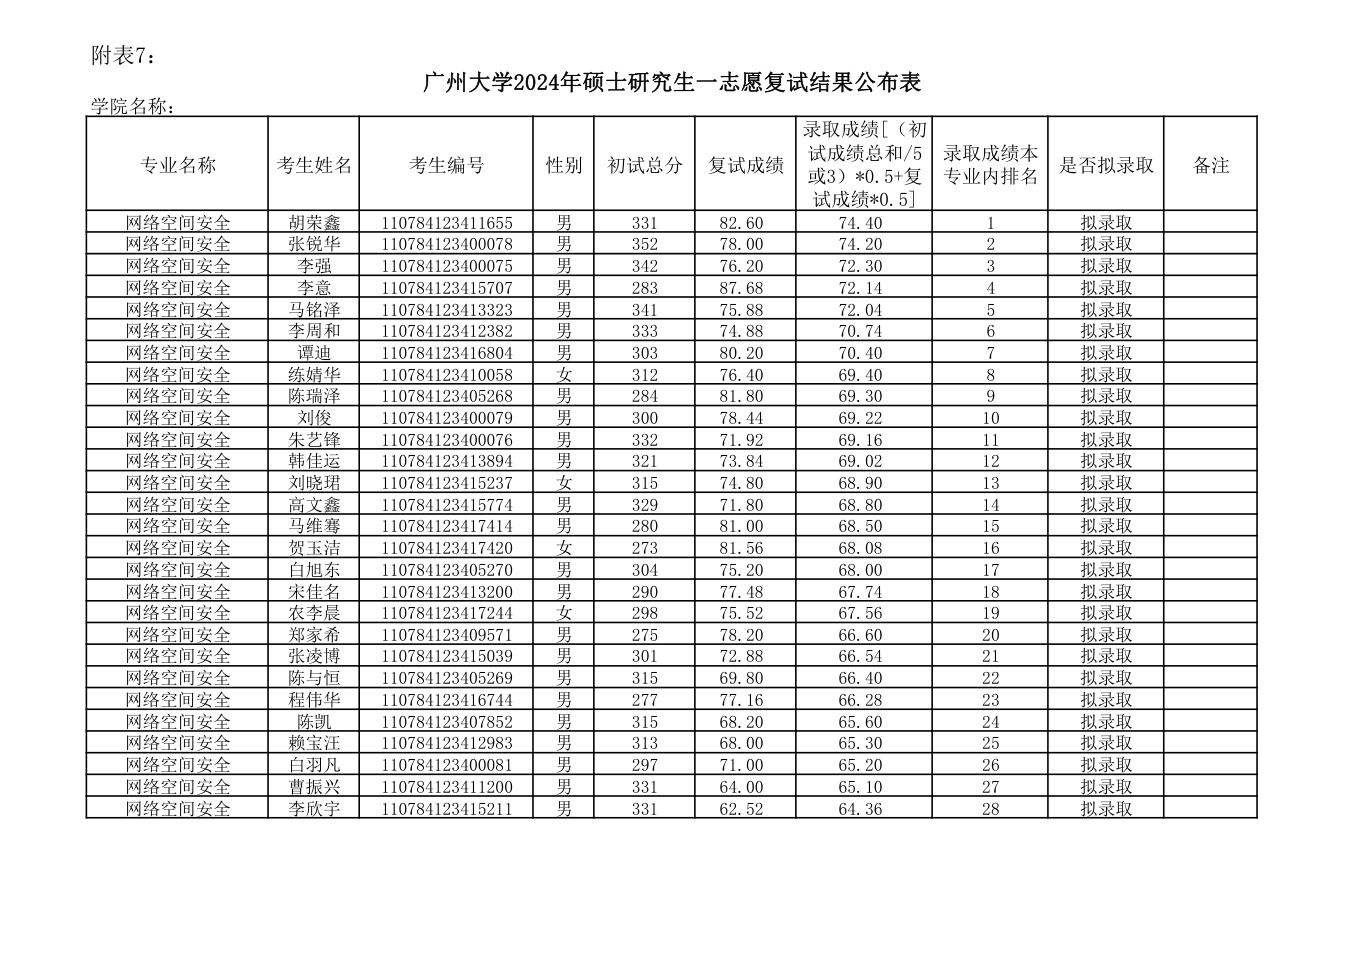 附表7：
广州大学2024年硕士研究生一志愿复试结果公布表
学院名称：
专业名称 考生姓名 考生编号 性别 初试总分 复试成绩 录取成绩[（初试成绩总和/5或3）*0.5+复试成绩*0.5] 录取成绩本专业内排名 是否拟录取 备注
网络空间安全 胡荣鑫 110784123411655 男 331 82.60 74.40 1 拟录取
网络空间安全 张锐华 110784123400078 男 352 78.00 74.20 2 拟录取
网络空间安全 李强 110784123400075 男 342 76.20 72.30 3 拟录取
网络空间安全 李意 110784123415707 男 283 87.68 72.14 4 拟录取
网络空间安全 马铭泽 110784123413323 男 341 75.88 72.04 5 拟录取
网络空间安全 李周和 110784123412382 男 333 74.88 70.74 6 拟录取
网络空间安全 谭迪 110784123416804 男 303 80.20 70.40 7 拟录取
网络空间安全 练婧华 110784123410058 女 312 76.40 69.40 8 拟录取
网络空间安全 陈瑞泽 110784123405268 男 284 81.80 69.30 9 拟录取
网络空间安全 刘俊 110784123400079 男 300 78.44 69.22 10 拟录取
网络空间安全 朱艺锋 110784123400076 男 332 71.92 69.16 11 拟录取
网络空间安全 韩佳运 110784123413894 男 321 73.84 69.02 12 拟录取
网络空间安全 刘晓珺 110784123415237 女 315 74.80 68.90 13 拟录取
网络空间安全 高文鑫 110784123415774 男 329 71.80 68.80 14 拟录取
网络空间安全 马维骞 110784123417414 男 280 81.00 68.50 15 拟录取
网络空间安全 贺玉洁 110784123417420 女 273 81.56 68.08 16 拟录取
网络空间安全 白旭东 110784123405270 男 304 75.20 68.00 17 拟录取
网络空间安全 宋佳名 110784123413200 男 290 77.48 67.74 18 拟录取
网络空间安全 农李晨 110784123417244 女 298 75.52 67.56 19 拟录取
网络空间安全 郑家希 110784123409571 男 275 78.20 66.60 20 拟录取
网络空间安全 张凌博 110784123415039 男 301 72.88 66.54 21 拟录取
网络空间安全 陈与恒 110784123405269 男 315 69.80 66.40 22 拟录取
网络空间安全 程伟华 110784123416744 男 277 77.16 66.28 23 拟录取
网络空间安全 陈凯 110784123407852 男 315 68.20 65.60 24 拟录取
网络空间安全 赖宝汪 110784123412983 男 313 68.00 65.30 25 拟录取
网络空间安全 白羽凡 110784123400081 男 297 71.00 65.20 26 拟录取
网络空间安全 曹振兴 110784123411200 男 331 64.00 65.10 27 拟录取
网络空间安全 李欣宇 110784123415211 男 331 62.52 64.36 28 拟录取